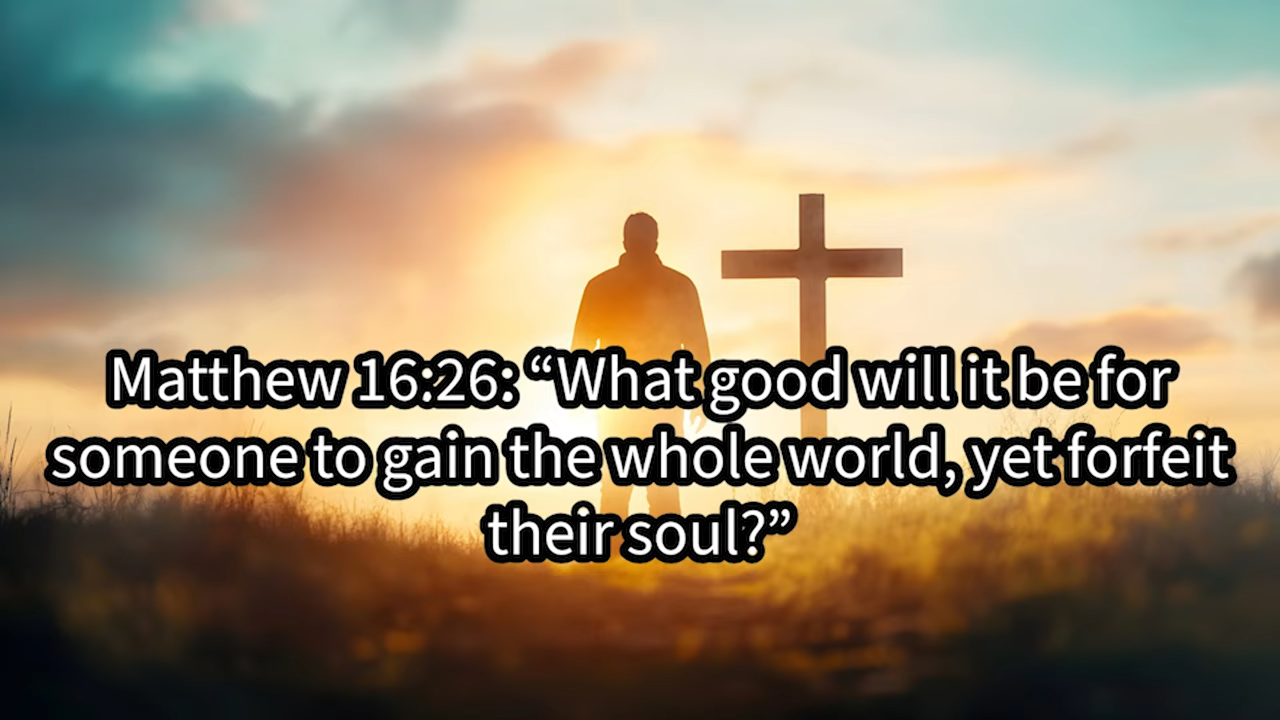 Matthew 16:26: “What good will it be for
someone to gain the whole world, yet forfeit
their soul?”